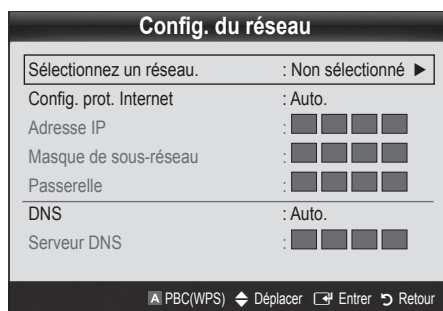 Config. du réseau
Sélectionnez un réseau. : Non sélectionné ▶
Config. prot. Internet : Auto.
Adresse IP :
Masque de sous-réseau :
Passerelle :
DNS : Auto.
Serveur DNS :
A PBC(WPS) Déplacer Entrer Retour